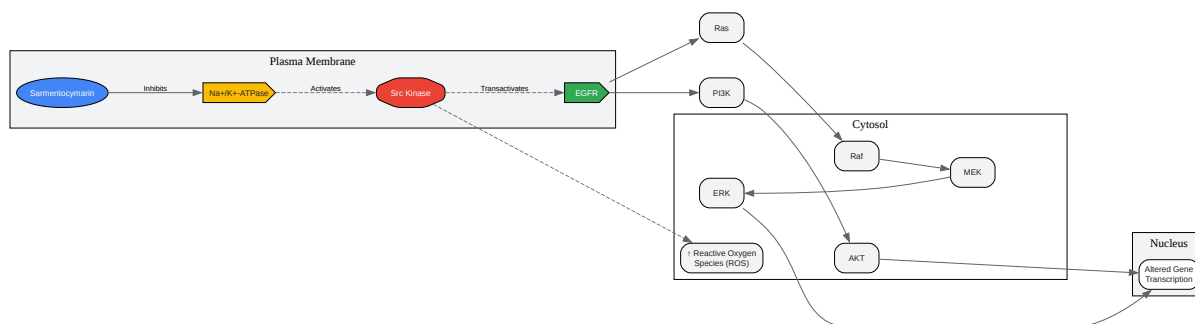 Ras
Plasma Membrane
Sarmentocymarin
Inhibits
Na+/K+-ATPase
Activates
Src Kinase
Transactivates
EGFR
PI3K
Cytosol
Raf
MEK
ERK
↑ Reactive Oxygen
Species (ROS)
AKT
Nucleus
Altered Gene
Transcription